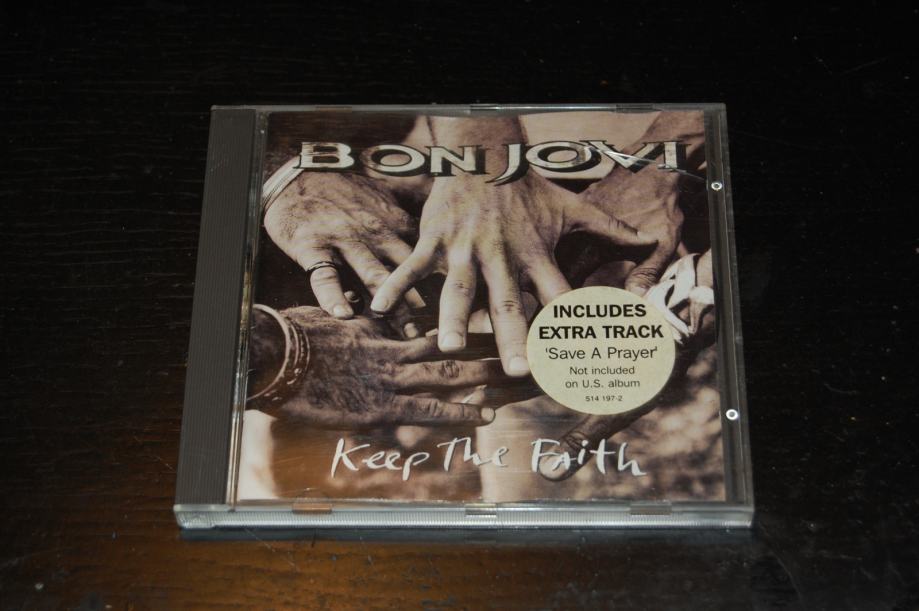 BON JOVI
INCLUDES
EXTRA TRACK
'Save A Prayer'
Not included
on U.S. album
514 197-2
Keep The Faith